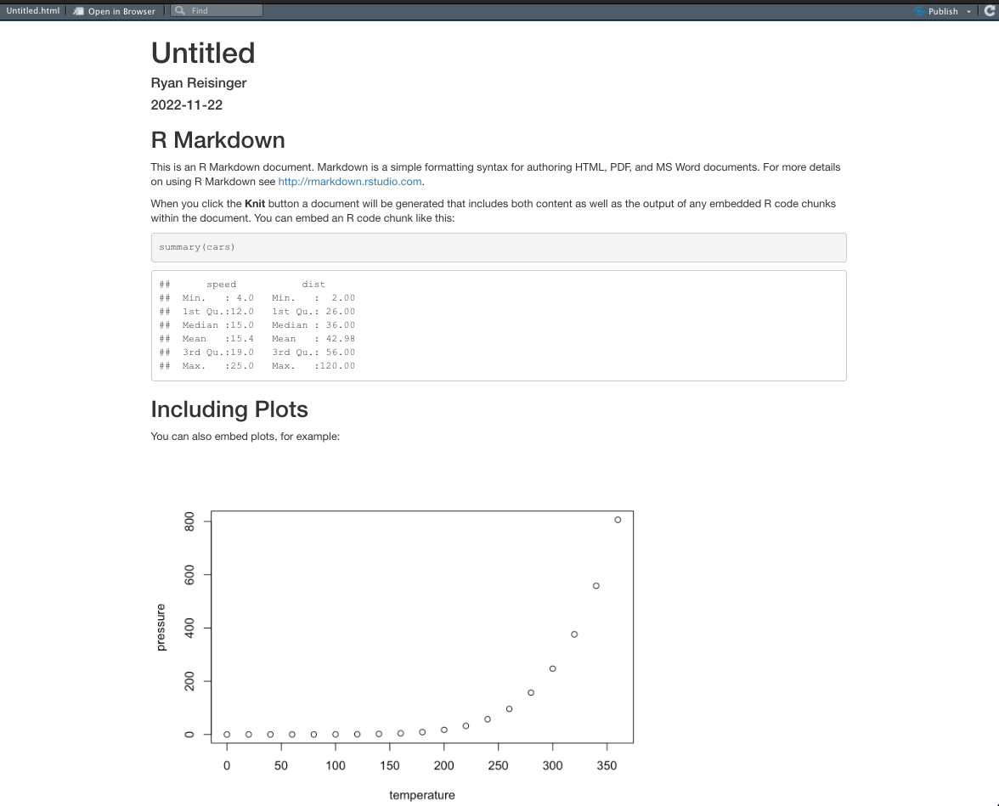 Untitled.html Open in Browser Find Publish
Untitled
Ryan Reisinger
2022-11-22
R Markdown
This is an R Markdown document. Markdown is a simple formatting syntax for authoring HTML, PDF, and MS Word documents. For more details
on using R Markdown see http://rmarkdown.rstudio.com.
When you click the Knit button a document will be generated that includes both content as well as the output of any embedded R code chunks
within the document. You can embed an R code chunk like this:
summary(cars)
##      speed           dist
##  Min.   : 4.0   Min.   :  2.00
##  1st Qu.:12.0   1st Qu.: 26.00
##  Median :15.0   Median : 36.00
##  Mean   :15.4   Mean   : 42.98
##  3rd Qu.:19.0   3rd Qu.: 56.00
##  Max.   :25.0   Max.   :120.00
Including Plots
You can also embed plots, for example:
800
600
400
200
0
pressure
0 50 100 150 200 250 300 350
temperature